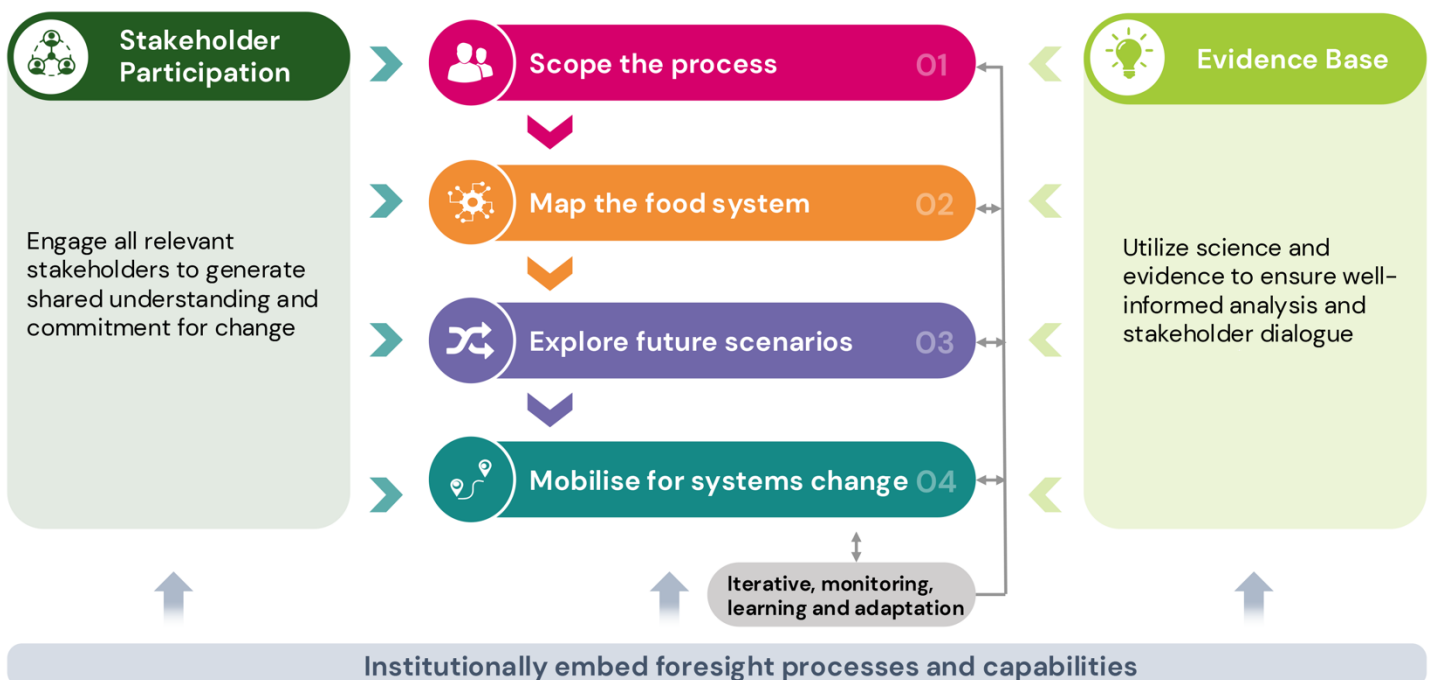 Stakeholder
Participation
Engage all relevant
stakeholders to generate
shared understanding and
commitment for change
Scope the process 01
Map the food system 02
Explore future scenarios 03
Mobilise for systems change 04
Iterative, monitoring,
learning and adaptation
Evidence Base
Utilize science and
evidence to ensure well-
informed analysis and
stakeholder dialogue
Institutionally embed foresight processes and capabilities